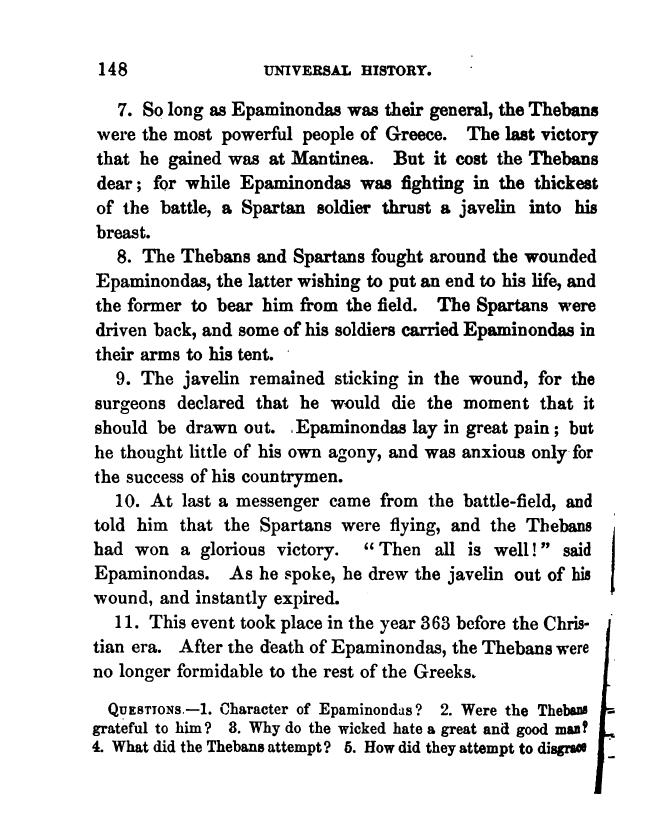 148 UNIVERSAL HISTORY.
7. So long as Epaminondas was their general, the Thebans
were the most powerful people of Greece. The last victory
that he gained was at Mantinea. But it cost the Thebans
dear; for while Epaminondas was fighting in the thickest
of the battle, a Spartan soldier thrust a javelin into his
breast.
8. The Thebans and Spartans fought around the wounded
Epaminondas, the latter wishing to put an end to his life, and
the former to bear him from the field. The Spartans were
driven back, and some of his soldiers carried Epaminondas in
their arms to his tent.
9. The javelin remained sticking in the wound, for the
surgeons declared that he would die the moment that it
should be drawn out. Epaminondas lay in great pain; but
he thought little of his own agony, and was anxious only for
the success of his countrymen.
10. At last a messenger came from the battle-field, and
told him that the Spartans were flying, and the Thebans
had won a glorious victory. "Then all is well!" said
Epaminondas. As he spoke, he drew the javelin out of his
wound, and instantly expired.
11. This event took place in the year 363 before the Chris-
tian era. After the death of Epaminondas, the Thebans were
no longer formidable to the rest of the Greeks.
QUESTIONS.—1. Character of Epaminondas? 2. Were the Thebans
grateful to him? 3. Why do the wicked hate a great and good man?
4. What did the Thebans attempt? 5. How did they attempt to disgrace